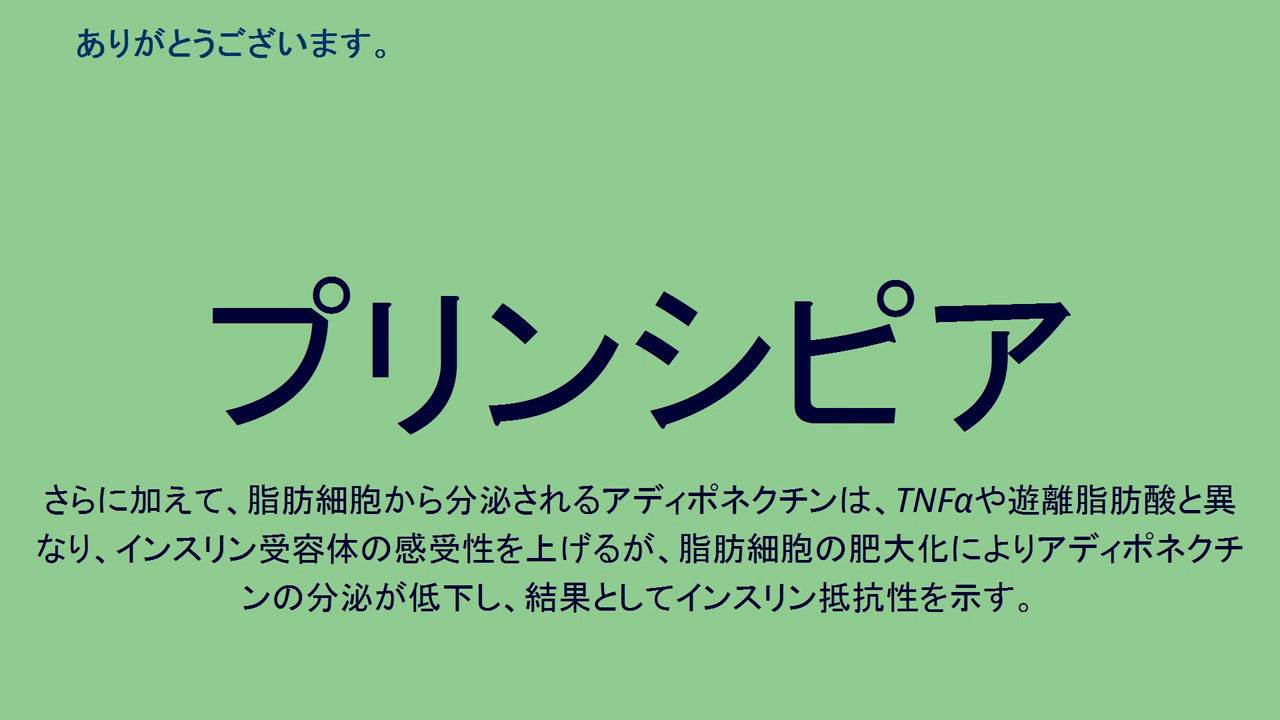 ありがとうございます。
プリンシピア
さらに加えて、脂肪細胞から分泌されるアディポネクチンは、TNFαや遊離脂肪酸と異
なり、インスリン受容体の感受性を上げるが、脂肪細胞の肥大化によりアディポネクチ
ンの分泌が低下し、結果としてインスリン抵抗性を示す。